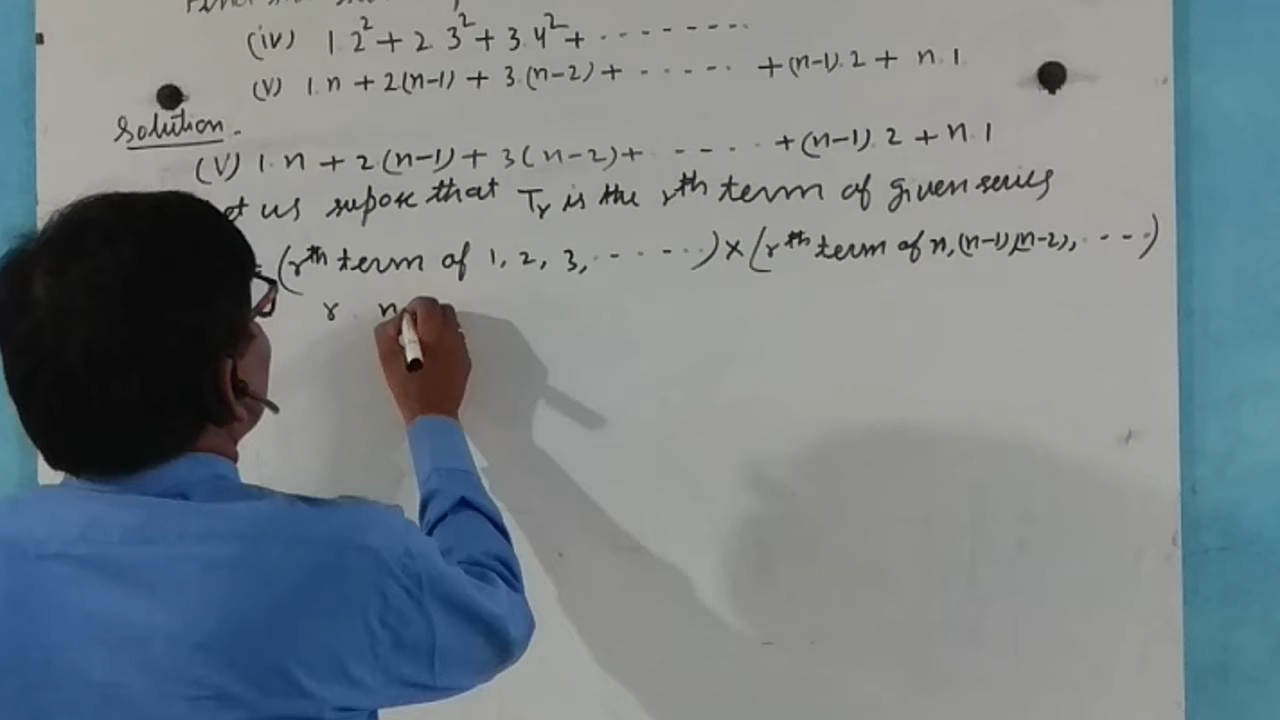 (iv) 1.2² + 2.3² + 3.4² + ........
(v) 1.n + 2(n-1) + 3.(n-2) + ...... + (n-1).2 + n.1
Solution.
(v) 1.n + 2(n-1) + 3(n-2) + ..... + (n-1).2 + n.1
us supose that Tr is the rth term of given series
= (rth term of 1, 2, 3, ......) × (rth term of n, (n-1), (n-2), ....)
r. n